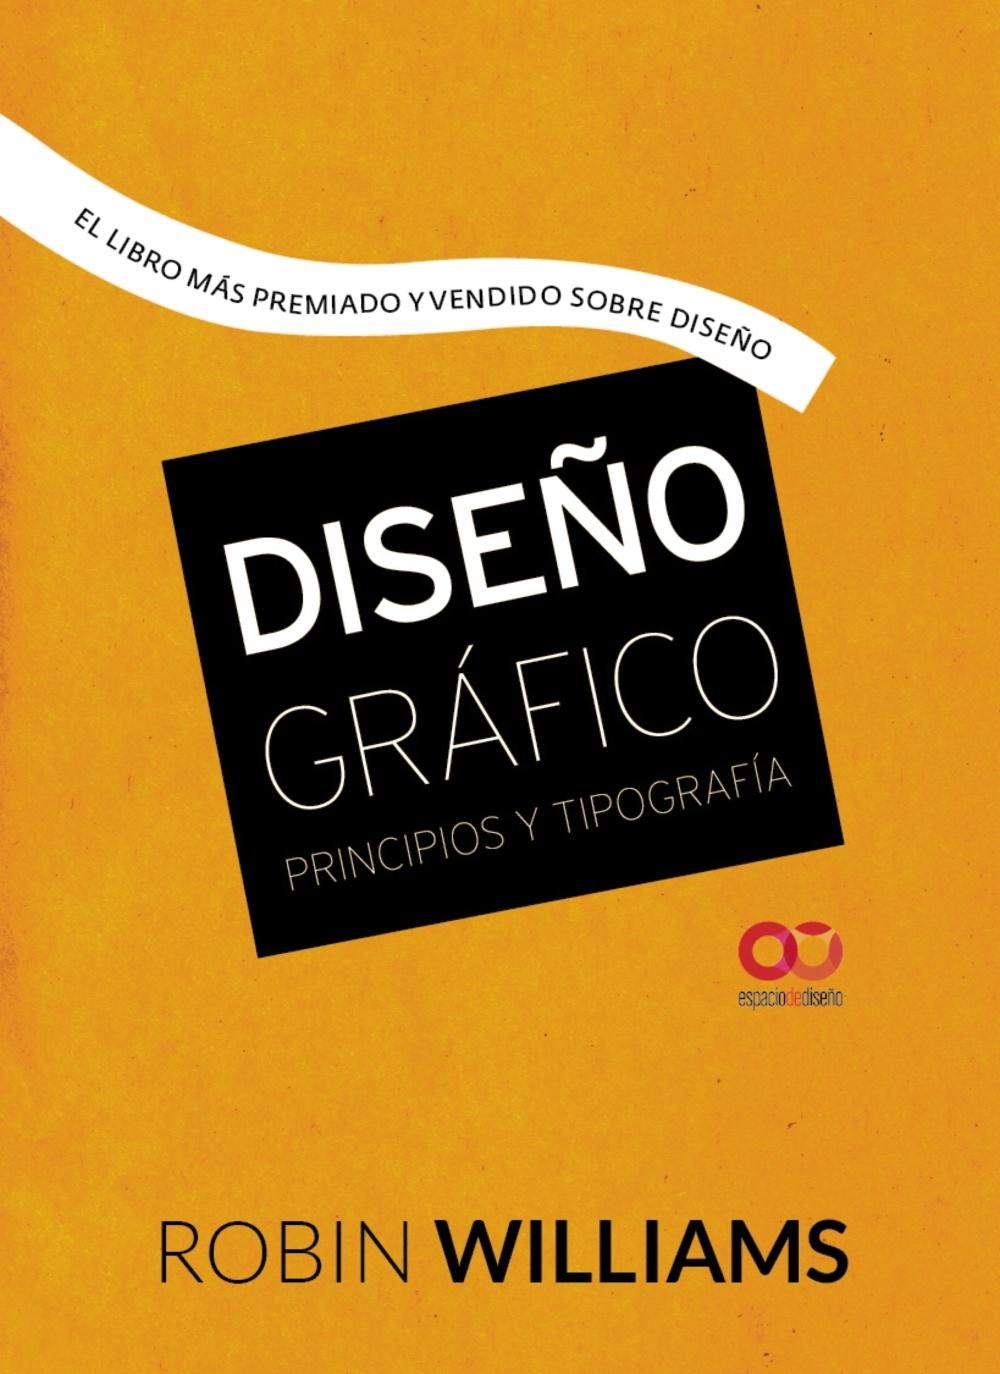 EL LIBRO MÁS PREMIADO Y VENDIDO SOBRE DISEÑO
DISEÑO
GRÁFICO
PRINCIPIOS Y TIPOGRAFÍA
espaciodediseño
ROBIN WILLIAMS